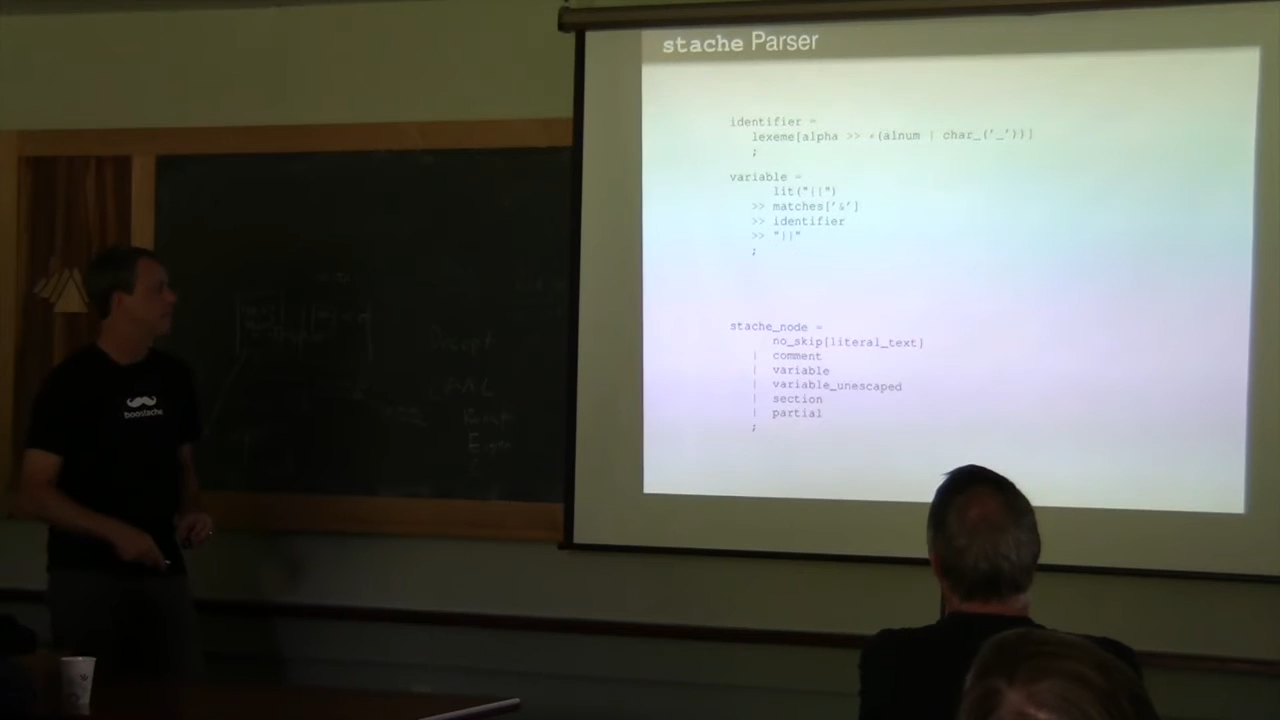 stache Parser
identifier =
lexeme[alpha >> *(alnum | char_('_'))]
;
variable =
lit("||")
>> matches['&']
>> identifier
>> "||"
;
stache_node =
no_skip[literal_text]
| comment
| variable
| variable_unescaped
| section
| partial
;
boostache